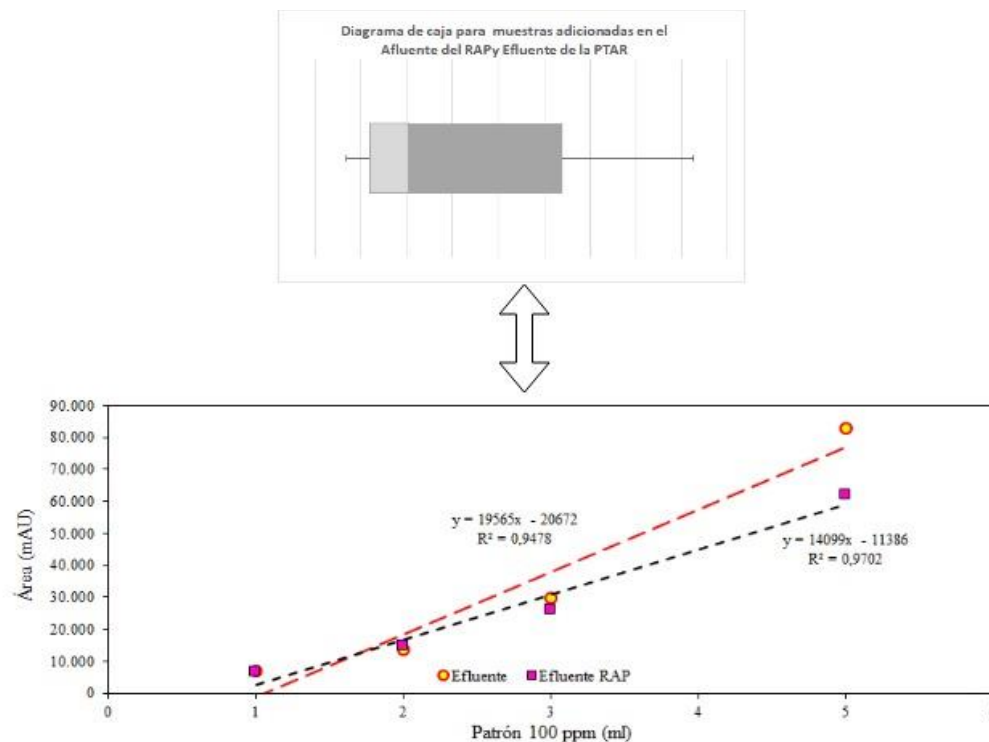 Diagrama de caja para muestras adicionadas en el
Afluente del RAPy Efluente de la PTAR
90.000
80.000
70.000
60.000
50.000
40.000
30.000
20.000
10.000
0
Área (mAU)
y = 19565x - 20672
R² = 0,9478
y = 14099x - 11386
R² = 0,9702
Efluente
Efluente RAP
0
1
2
3
4
5
Patrón 100 ppm (ml)